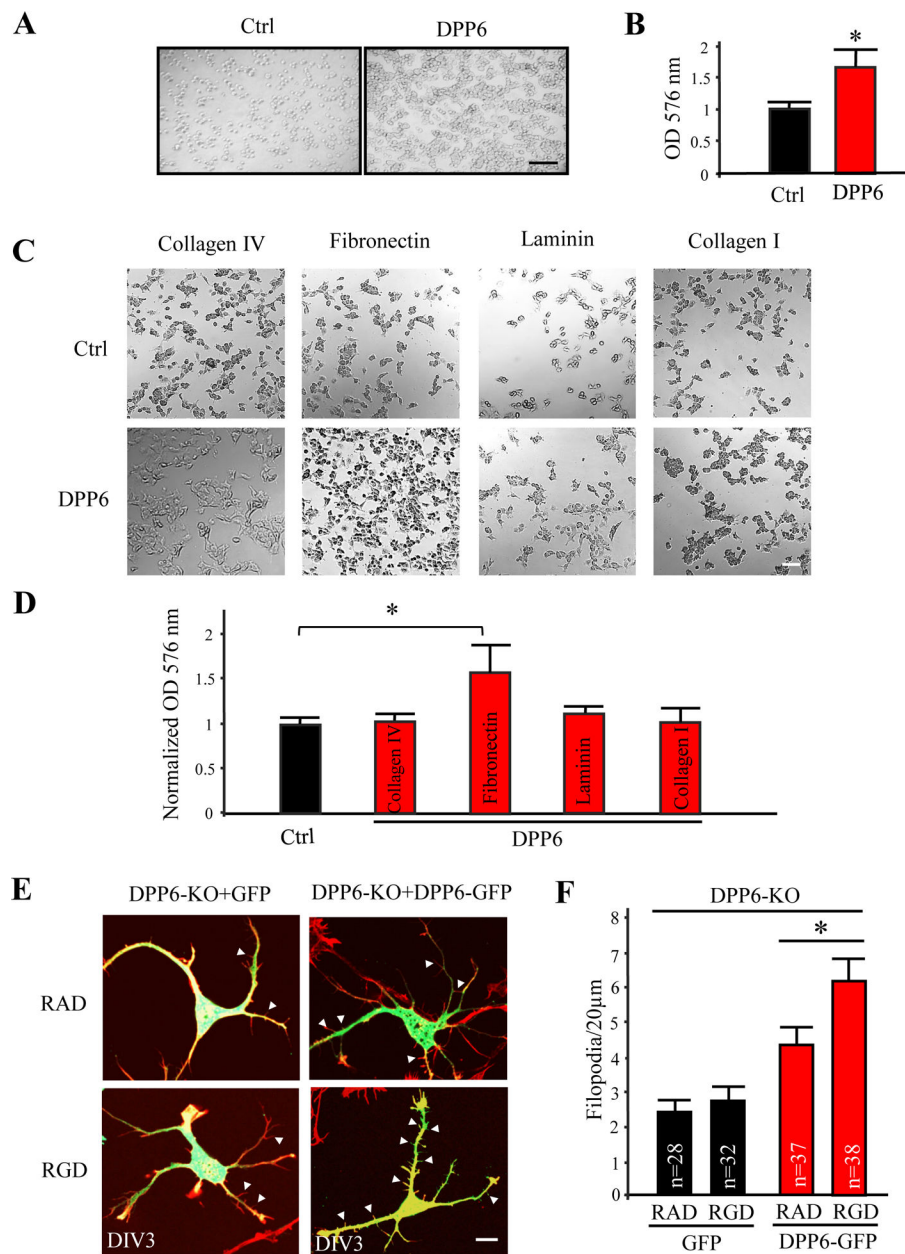 A
Ctrl
DPP6
B
OD 576 nm
2
1.5
1
0.5
0
*
Ctrl
DPP6
C
Collagen IV
Fibronectin
Laminin
Collagen I
Ctrl
DPP6
D
Normalized OD 576 nm
2
1.5
1
0.5
0
*
Collagen IV
Fibronectin
Laminin
Collagen I
Ctrl
DPP6
E
DPP6-KO+GFP
DPP6-KO+DPP6-GFP
RAD
RGD
DIV3
DIV3
F
DPP6-KO
Filopodia/20µm
8
7
6
5
4
3
2
1
0
*
n=28
n=32
n=37
n=38
RAD
RGD
RAD
RGD
GFP
DPP6-GFP